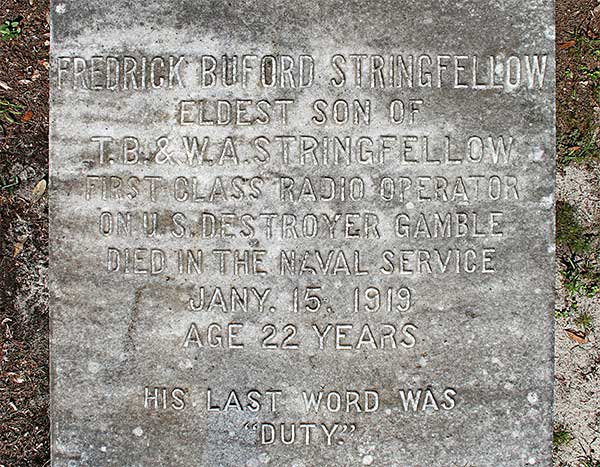 FREDRICK BUFORD STRINGFELLOW
ELDEST SON OF
T.B. & W.A. STRINGFELLOW
FIRST CLASS RADIO OPERATOR
ON U.S. DESTROYER GAMBLE
DIED IN THE NAVAL SERVICE
JANY. 15, 1919
AGE 22 YEARS
HIS LAST WORD WAS
"DUTY."